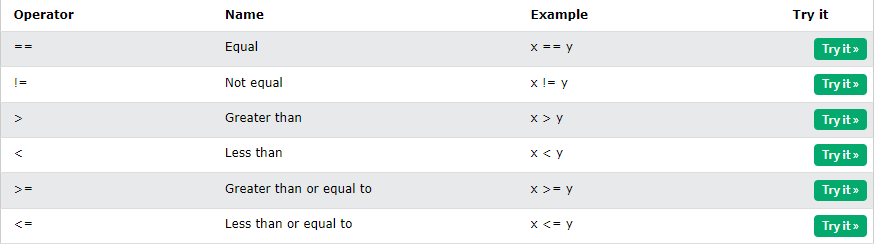 Operator Name Example Try it
== Equal x == y Try it »
!= Not equal x != y Try it »
> Greater than x > y Try it »
< Less than x < y Try it »
>= Greater than or equal to x >= y Try it »
<= Less than or equal to x <= y Try it »